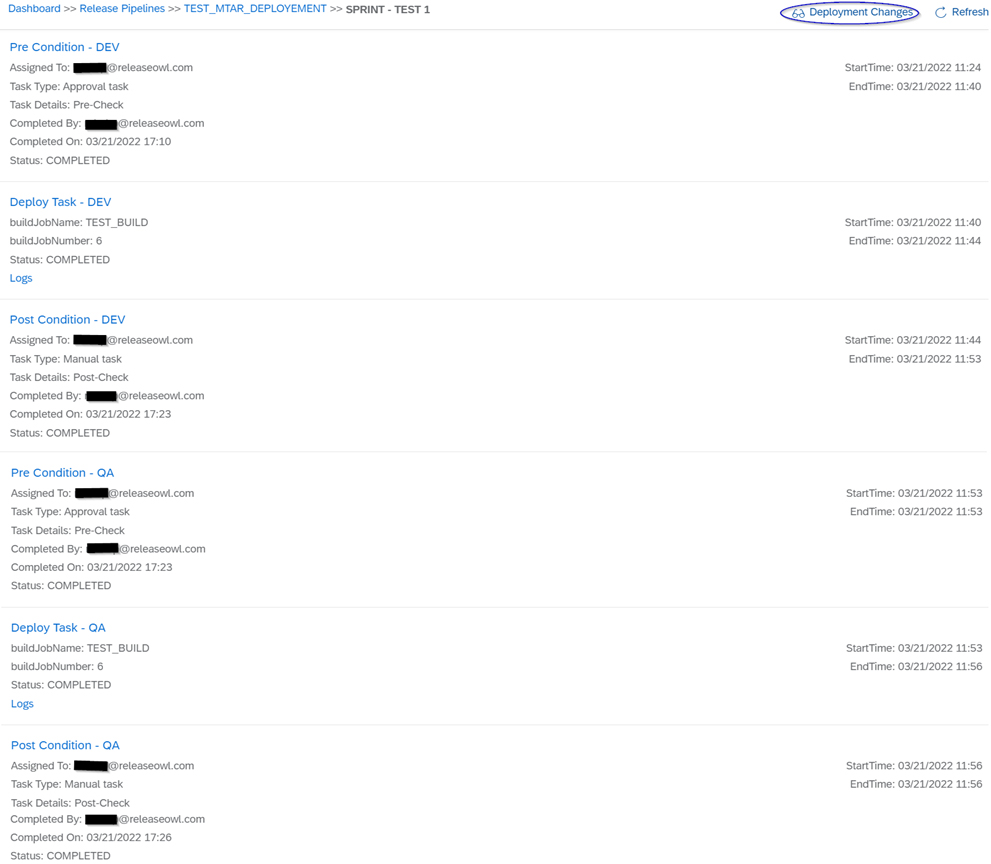 Dashboard >> Release Pipelines >> TEST_MTAR_DEPLOYEMENT >> SPRINT - TEST 1
Deployment Changes
Refresh
Pre Condition - DEV
Assigned To: @releaseowl.com
StartTime: 03/21/2022 11:24
Task Type: Approval task
EndTime: 03/21/2022 11:40
Task Details: Pre-Check
Completed By: @releaseowl.com
Completed On: 03/21/2022 17:10
Status: COMPLETED
Deploy Task - DEV
buildJobName: TEST_BUILD
StartTime: 03/21/2022 11:40
buildJobNumber: 6
EndTime: 03/21/2022 11:44
Status: COMPLETED
Logs
Post Condition - DEV
Assigned To: @releaseowl.com
StartTime: 03/21/2022 11:44
Task Type: Manual task
EndTime: 03/21/2022 11:53
Task Details: Post-Check
Completed By: @releaseowl.com
Completed On: 03/21/2022 17:23
Status: COMPLETED
Pre Condition - QA
Assigned To: @releaseowl.com
StartTime: 03/21/2022 11:53
Task Type: Approval task
EndTime: 03/21/2022 11:53
Task Details: Pre-Check
Completed By: @releaseowl.com
Completed On: 03/21/2022 17:23
Status: COMPLETED
Deploy Task - QA
buildJobName: TEST_BUILD
StartTime: 03/21/2022 11:53
buildJobNumber: 6
EndTime: 03/21/2022 11:56
Status: COMPLETED
Logs
Post Condition - QA
Assigned To: @releaseowl.com
StartTime: 03/21/2022 11:56
Task Type: Manual task
EndTime: 03/21/2022 11:56
Task Details: Post-Check
Completed By: @releaseowl.com
Completed On: 03/21/2022 17:26
Status: COMPLETED